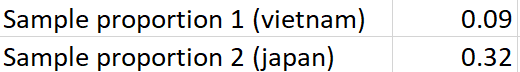 Sample proportion 1 (vietnam) 0.09
Sample proportion 2 (japan) 0.32